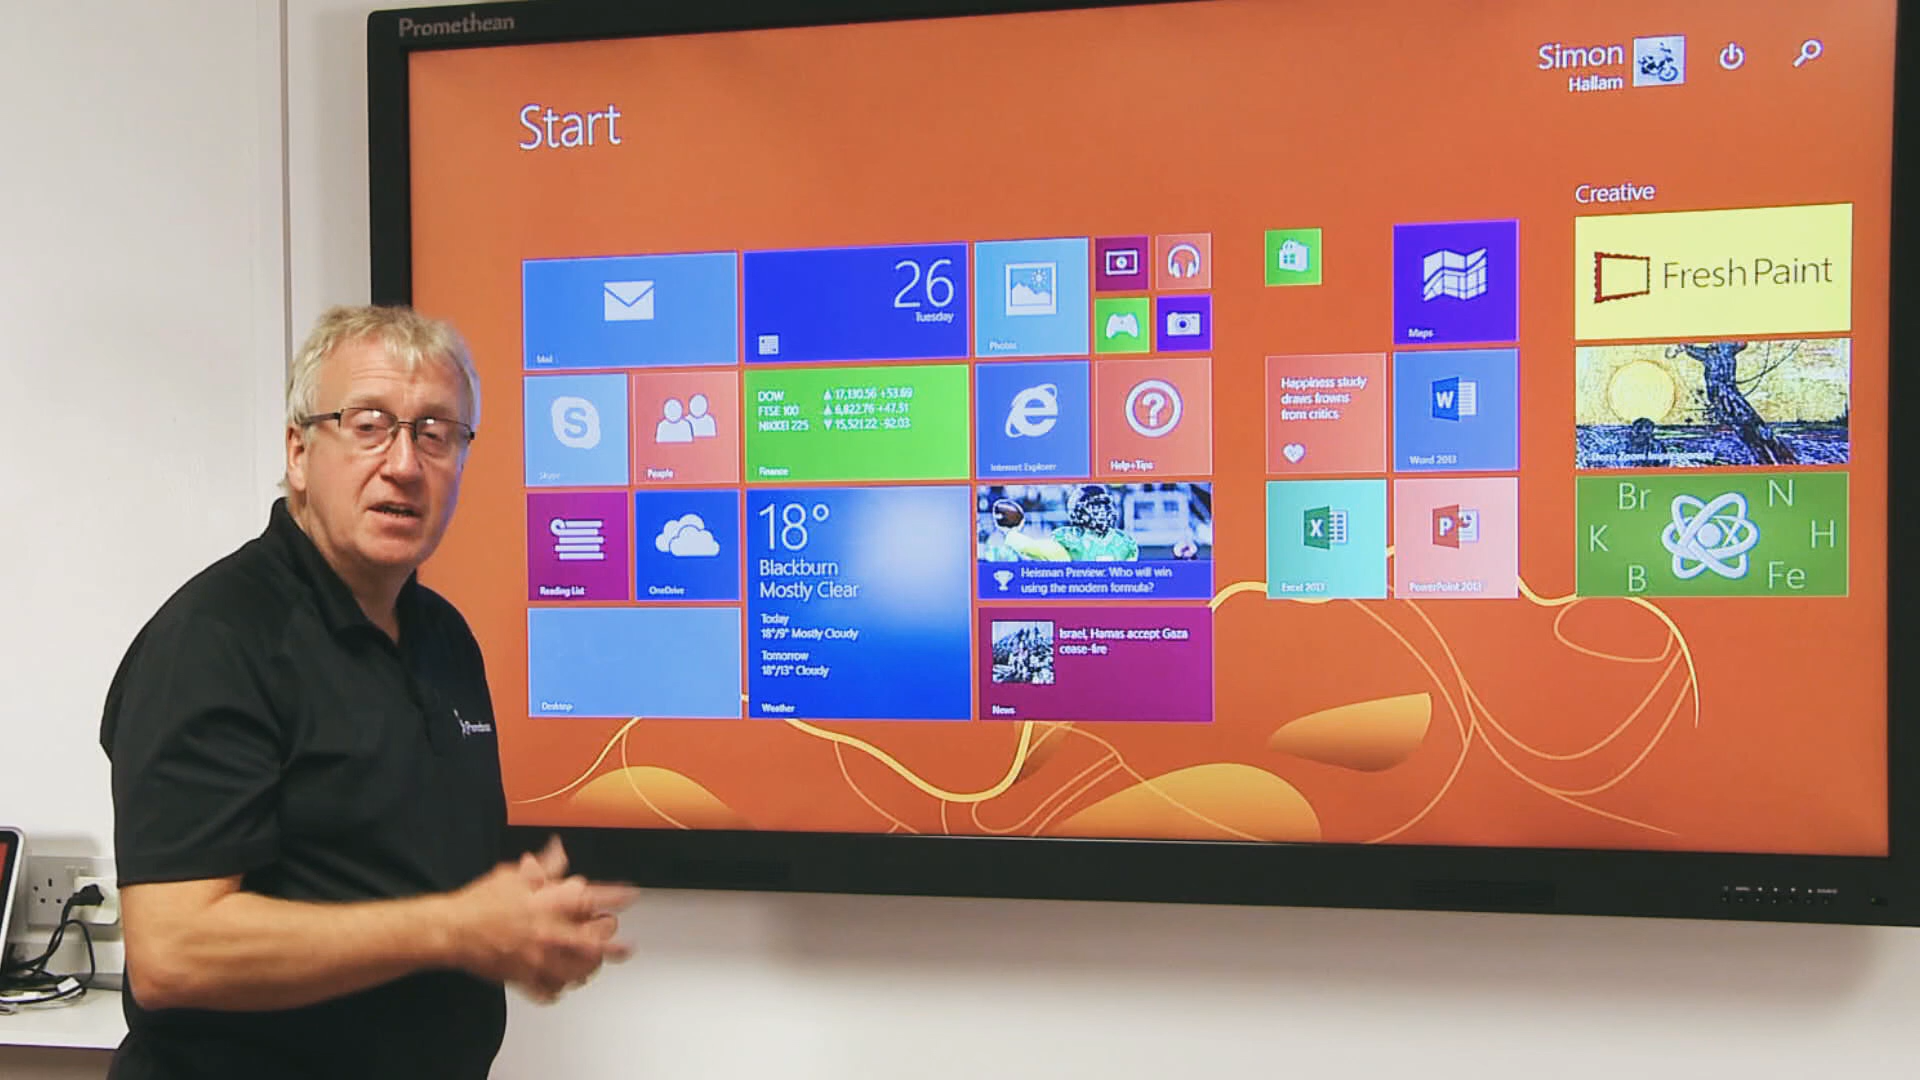 Promethean
Simon
Hallam
Start
Creative
Mail
26
Tuesday
Photos
Maps
Fresh Paint
Skype
People
DOW ▲ 17,130.56 +53.69
FTSE 100 ▲ 6,822.76 +47.51
NIKKEI 225 ▼ 15,521.22 -92.03
Finance
Internet Explorer
Help+Tips
Happiness study
draws frowns
from critics
Word 2013
Deep Zoom
Reading List
OneDrive
18°
Blackburn
Mostly Clear
Today
18°/9° Mostly Cloudy
Tomorrow
18°/13° Cloudy
Weather
Heisman Preview: Who will win
using the modern formula?
Excel 2013
PowerPoint 2013
Br
N
K
H
B
Fe
Desktop
Israel, Hamas accept Gaza
cease-fire
News
Promethean